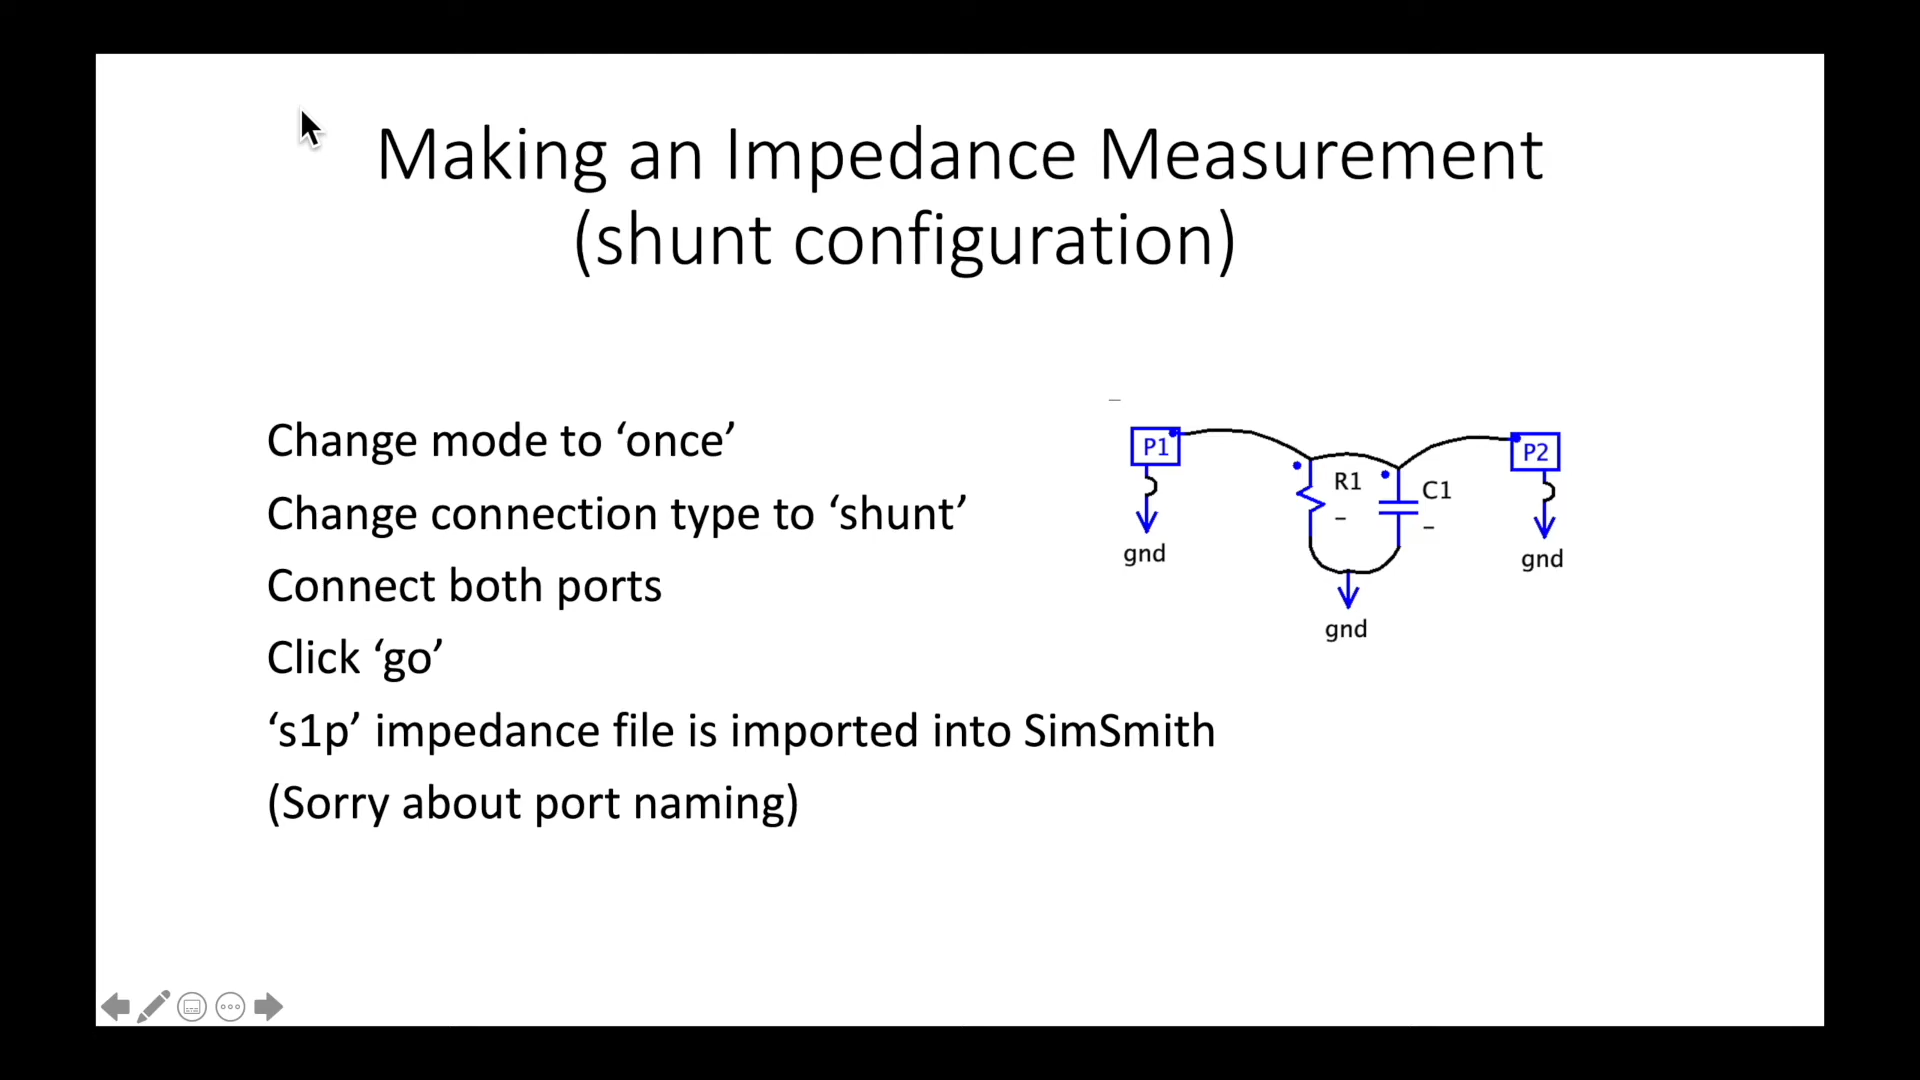 Making an Impedance Measurement
(shunt configuration)
Change mode to ‘once’
Change connection type to ‘shunt’
Connect both ports
Click ‘go’
‘s1p’ impedance file is imported into SimSmith
(Sorry about port naming)
P1
P2
R1
C1
gnd
gnd
gnd